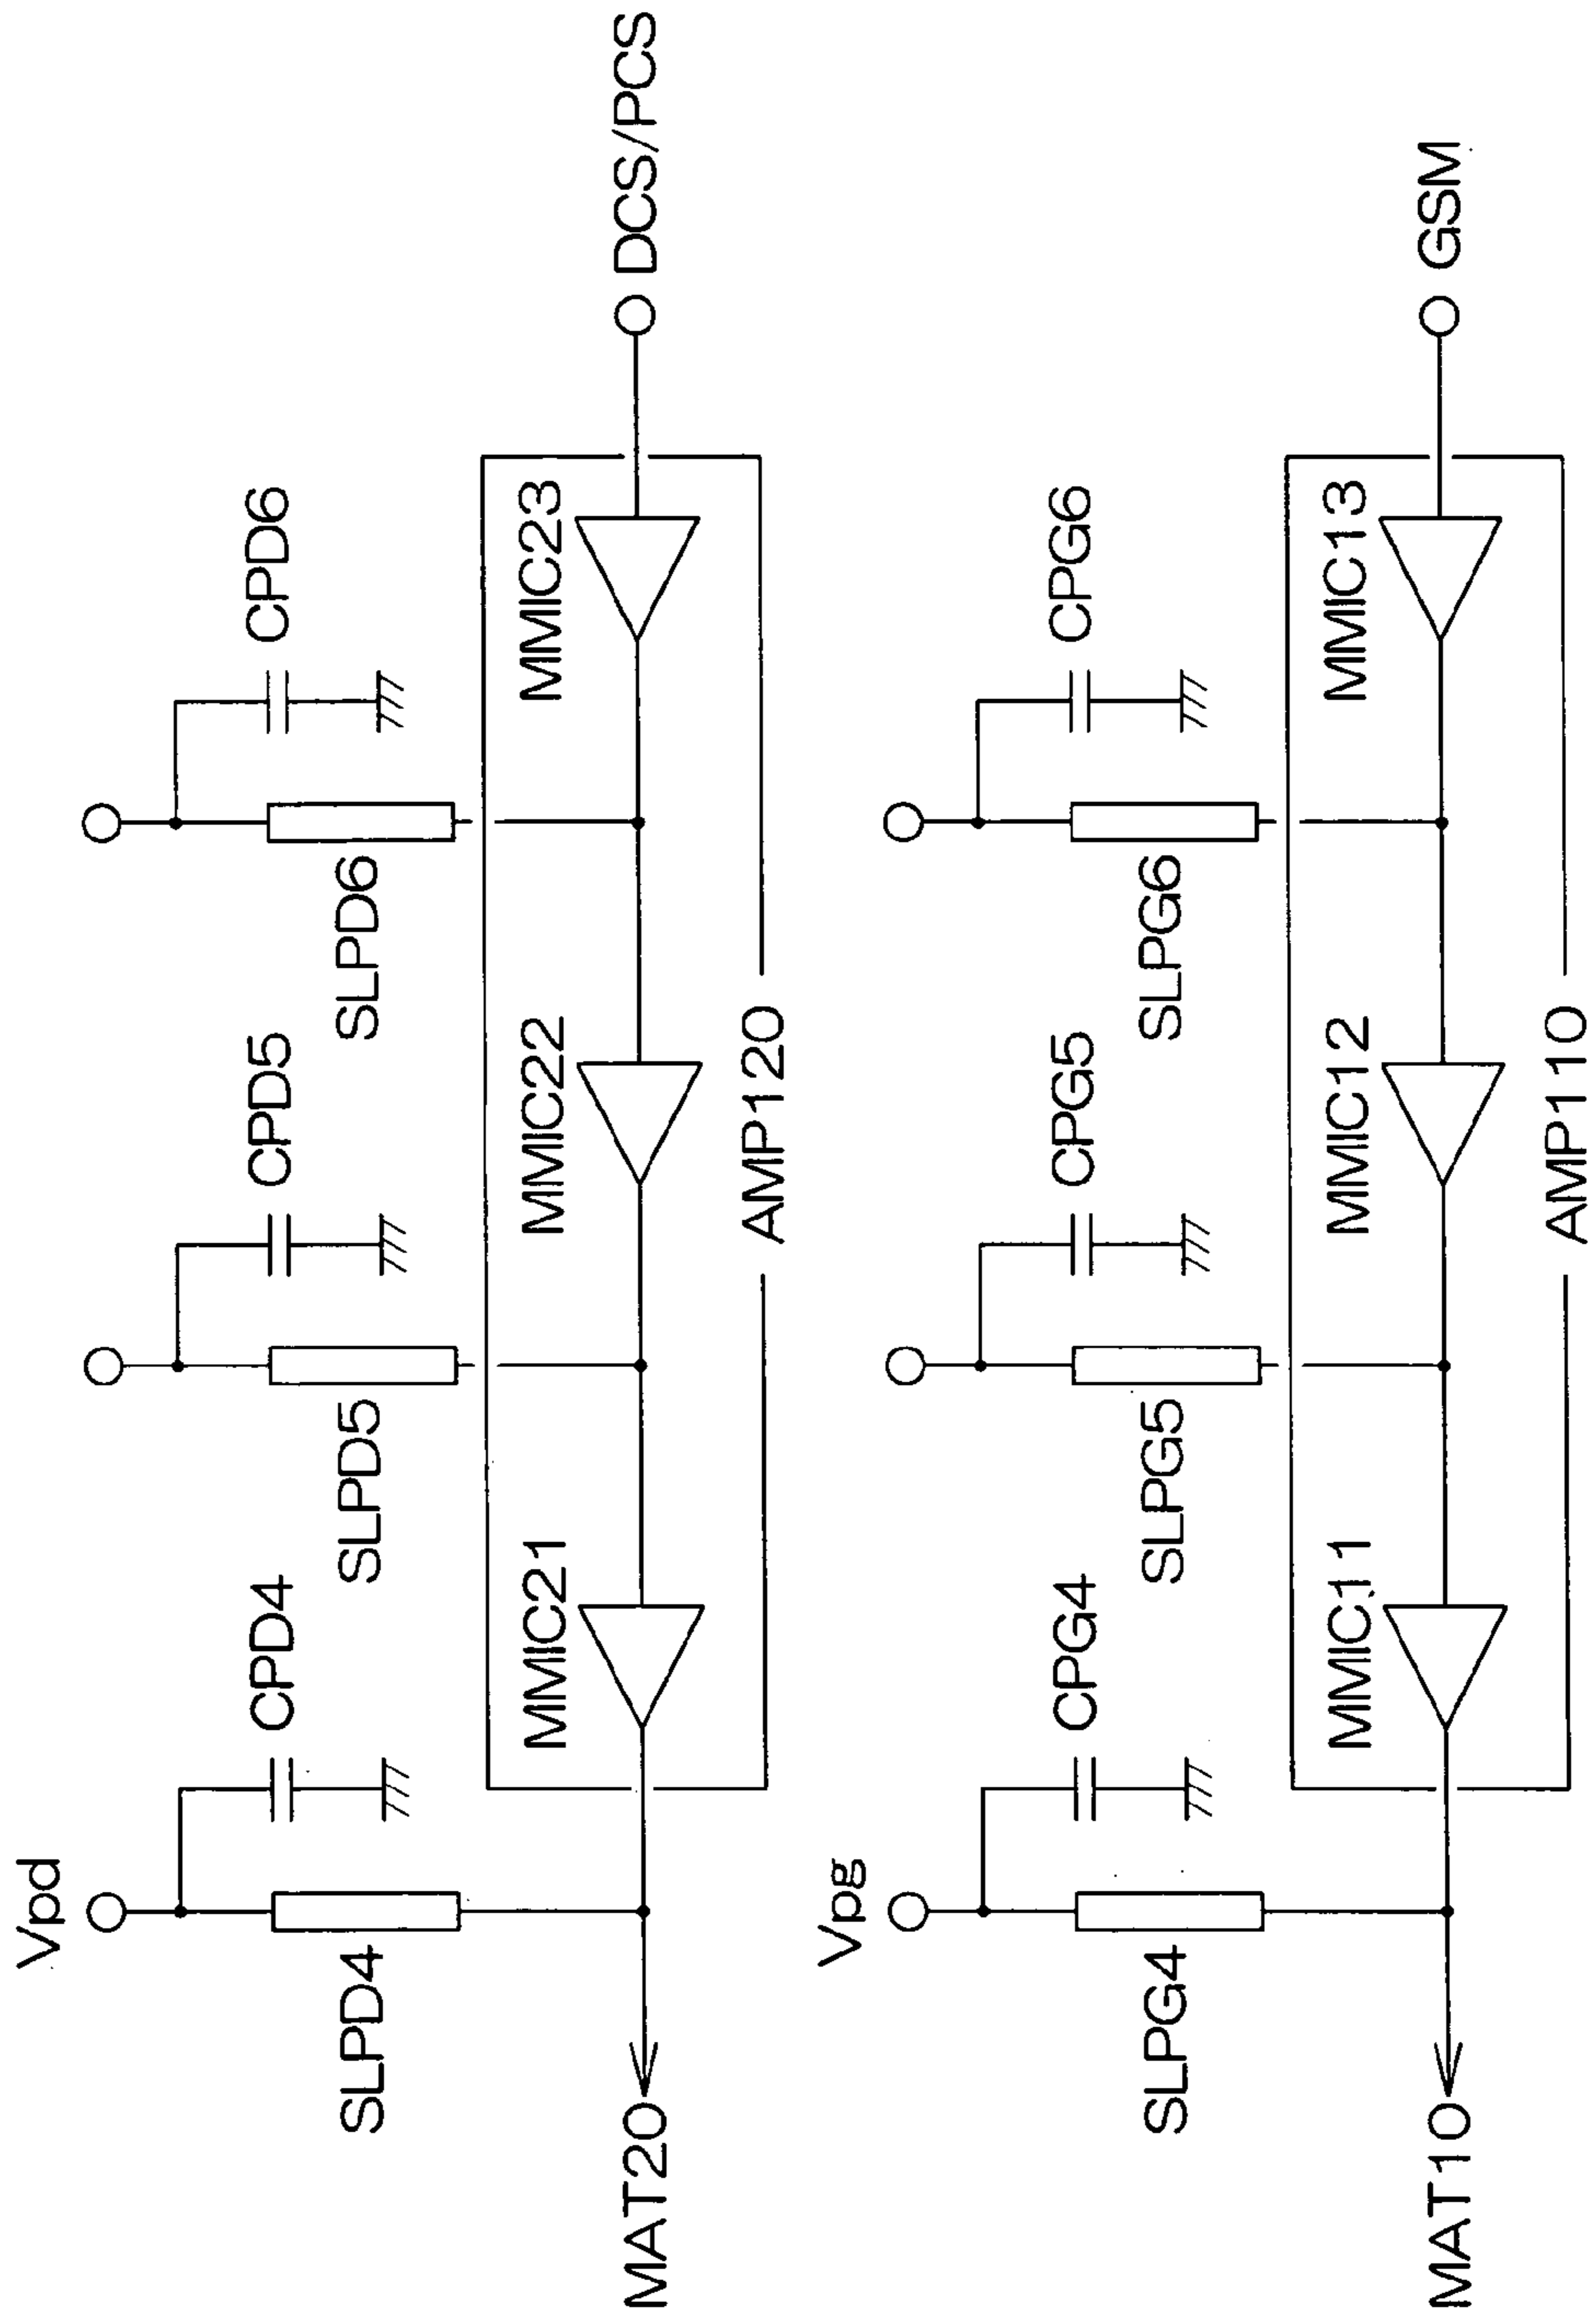 Vpd
CPD4
CPD5
CPD6
SLPD4
SLPD5
SLPD6
MMIC21
MMIC22
MMIC23
MAT20
DCS/PCS
AMP120
Vpg
CPG4
CPG5
CPG6
SLPG4
SLPG5
SLPG6
MMIC11
MMIC12
MMIC13
MAT10
GSM
AMP110